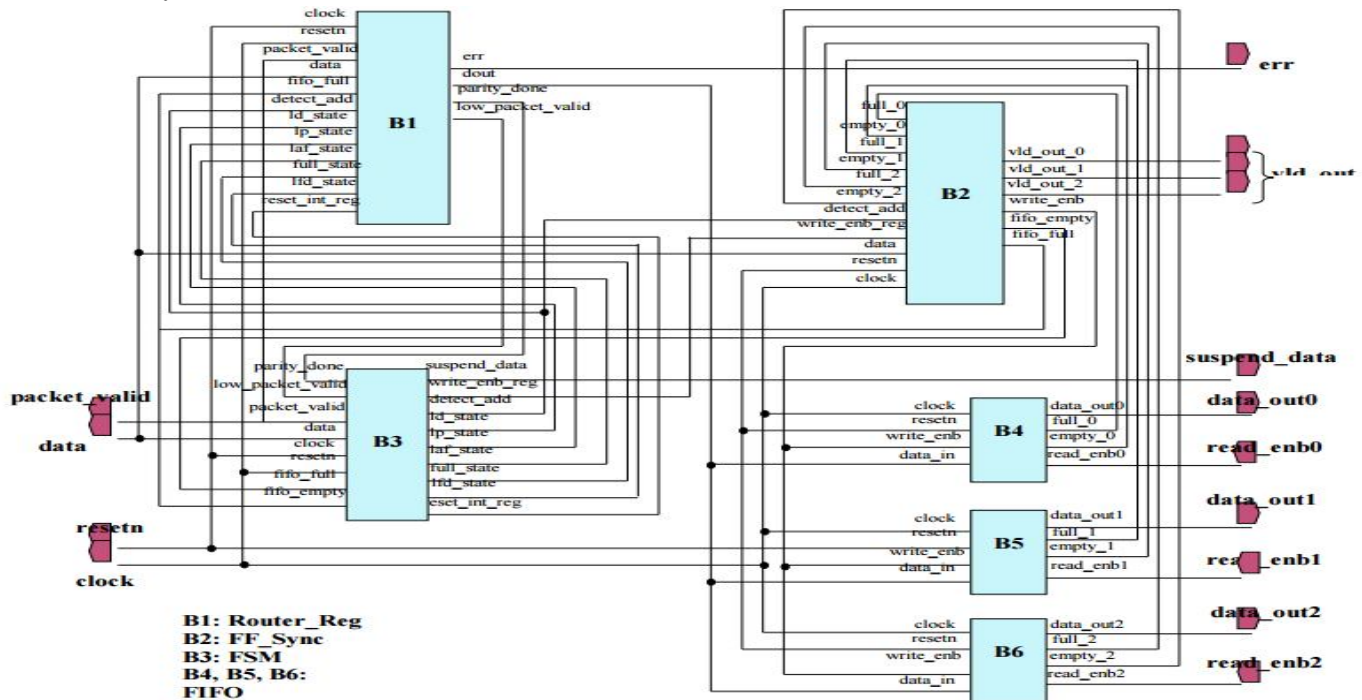 clock
resetn
packet_valid
data
fifo_full
detect_add
ld_state
lp_state
laf_state
full_state
lfd_state
reset_int_reg
B1
err
dout
parity_done
low_packet_valid
full_0
empty_0
full_1
empty_1
full_2
empty_2
detect_add
write_enb_reg
data
resetn
clock
B2
vld_out_0
vld_out_1
vld_out_2
write_enb
fifo_empty
fifo_full
err
vld_out
packet_valid
data
resetn
clock
parity_done
low_packet_valid
packet_valid
data
clock
resetn
fifo_full
fifo_empty
B3
suspend_data
write_enb_reg
detect_add
ld_state
lp_state
laf_state
full_state
lfd_state
eset_int_reg
clock
resetn
write_enb
data_in
B4
data_out0
full_0
empty_0
read_enb0
clock
resetn
write_enb
data_in
B5
data_out1
full_1
empty_1
read_enb1
clock
resetn
write_enb
data_in
B6
data_out2
full_2
empty_2
read_enb2
suspend_data
data_out0
read_enb0
data_out1
read_enb1
data_out2
read_enb2
B1: Router_Reg
B2: FF_Sync
B3: FSM
B4, B5, B6:
FIFO